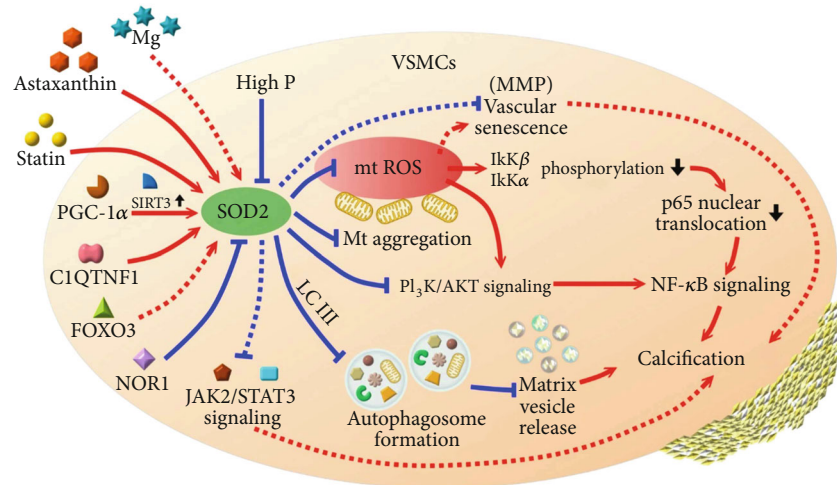 Mg
Astaxanthin
Statin
PGC-1α
SIRT3
C1QTNF1
FOXO3
NOR1
High P
SOD2
VSMCs
(MMP)
Vascular
senescence
mt ROS
IkKβ
IkKα
phosphorylation
p65 nuclear
translocation
Mt aggregation
Pl₃K/AKT signaling
NF-κB signaling
LC III
JAK2/STAT3
signaling
Autophagosome
formation
Matrix
vesicle
release
Calcification